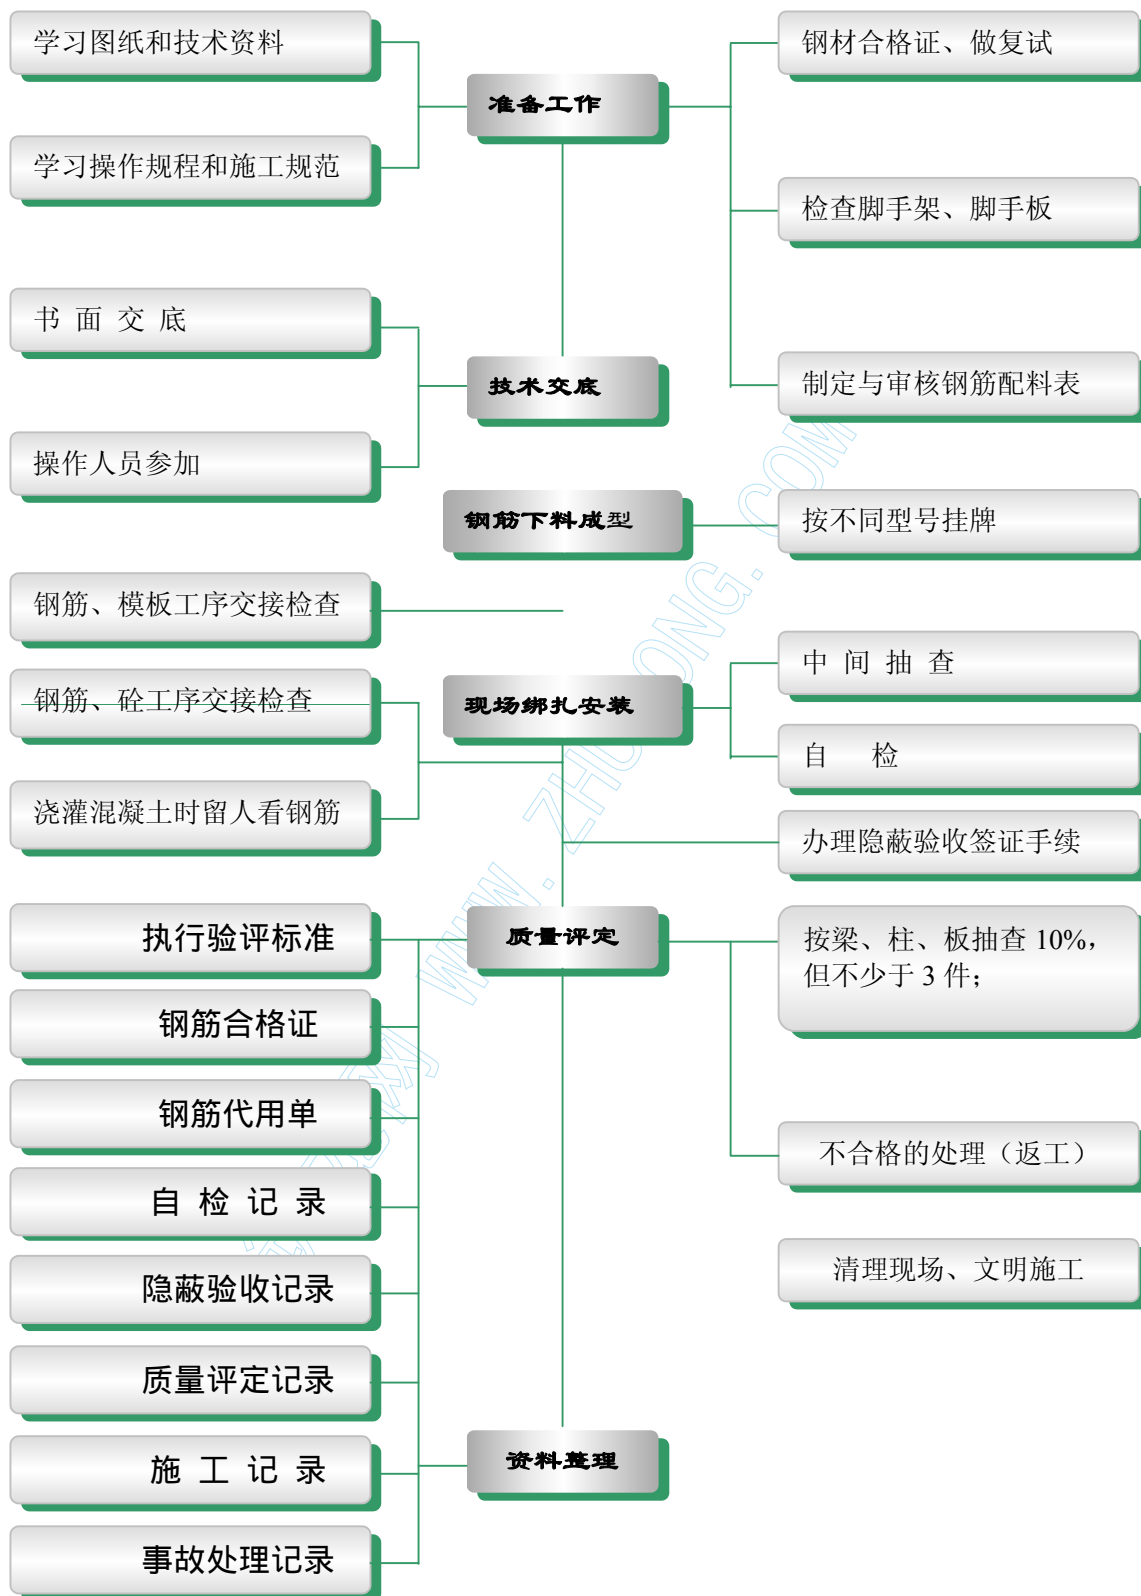 学习图纸和技术资料
钢材合格证、做复试
准备工作
学习操作规程和施工规范
检查脚手架、脚手板
书 面 交 底
技术交底
制定与审核钢筋配料表
操作人员参加
钢筋下料成型
按不同型号挂牌
钢筋、模板工序交接检查
中 间 抽 查
钢筋、砼工序交接检查
现场绑扎安装
自 检
浇灌混凝土时留人看钢筋
办理隐蔽验收签证手续
执行验评标准
质量评定
按梁、柱、板抽查 10%，
但不少于 3 件；
钢筋合格证
钢筋代用单
不合格的处理（返工）
自 检 记 录
清理现场、文明施工
隐蔽验收记录
质量评定记录
施 工 记 录
资料整理
事故处理记录
WWW.ZHULONG.COM